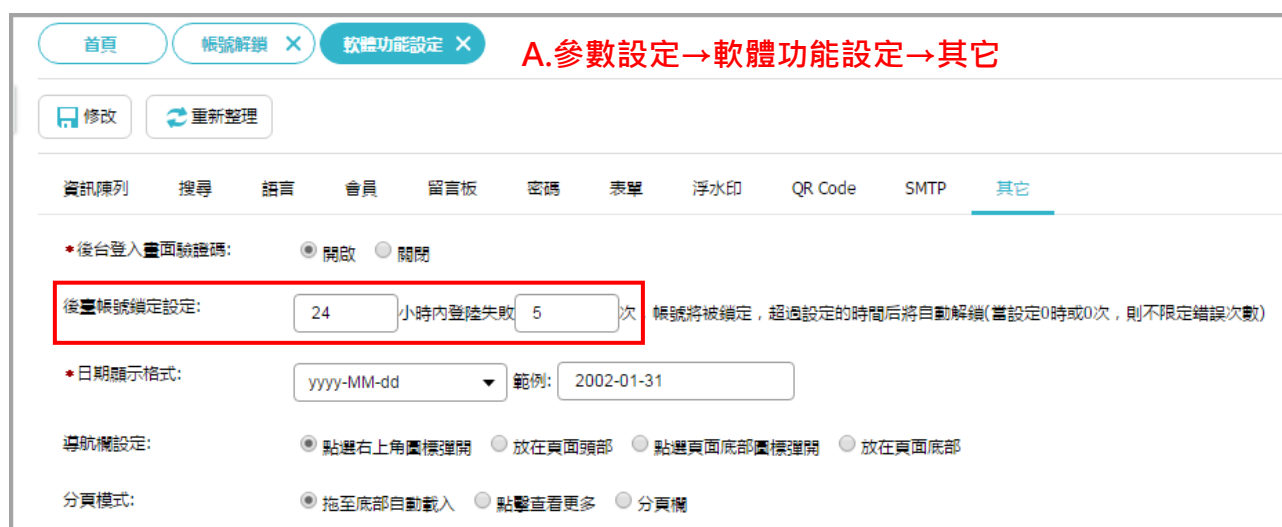 首頁 帳號解鎖 × 軟體功能設定 × A.參數設定→軟體功能設定→其它
修改 重新整理
資訊陳列 搜尋 語言 會員 留言板 密碼 表單 浮水印 QR Code SMTP 其它
*後台登入畫面驗證碼: 開啟 關閉
後臺帳號鎖定設定: 24 小時內登陸失敗 5 次，帳號將被鎖定，超過設定的時間后將自動解鎖(當設定0時或0次，則不限定錯誤次數)
*日期顯示格式: yyyy-MM-dd 範例: 2002-01-31
導航欄設定: 點選右上角圖標彈開 放在頁面頭部 點選頁面底部圖標彈開 放在頁面底部
分頁模式: 拖至底部自動載入 點擊查看更多 分頁欄